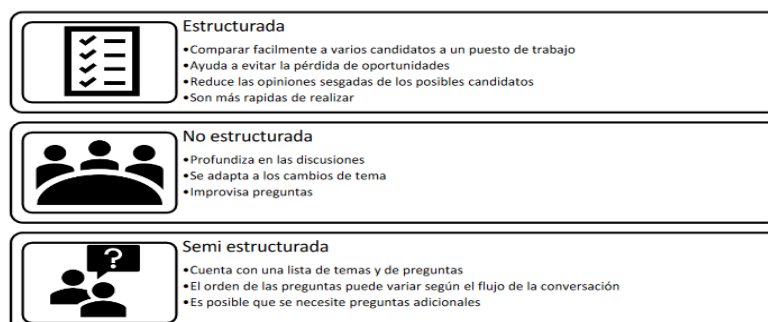 Estructurada
•Comparar facilmente a varios candidatos a un puesto de trabajo
•Ayuda a evitar la pérdida de oportunidades
•Reduce las opiniones sesgadas de los posibles candidatos
•Son más rapidas de realizar
No estructurada
•Profundiza en las discusiones
•Se adapta a los cambios de tema
•Improvisa preguntas
?
Semi estructurada
•Cuenta con una lista de temas y de preguntas
•El orden de las preguntas puede variar según el flujo de la conversación
•Es posible que se necesite preguntas adicionales